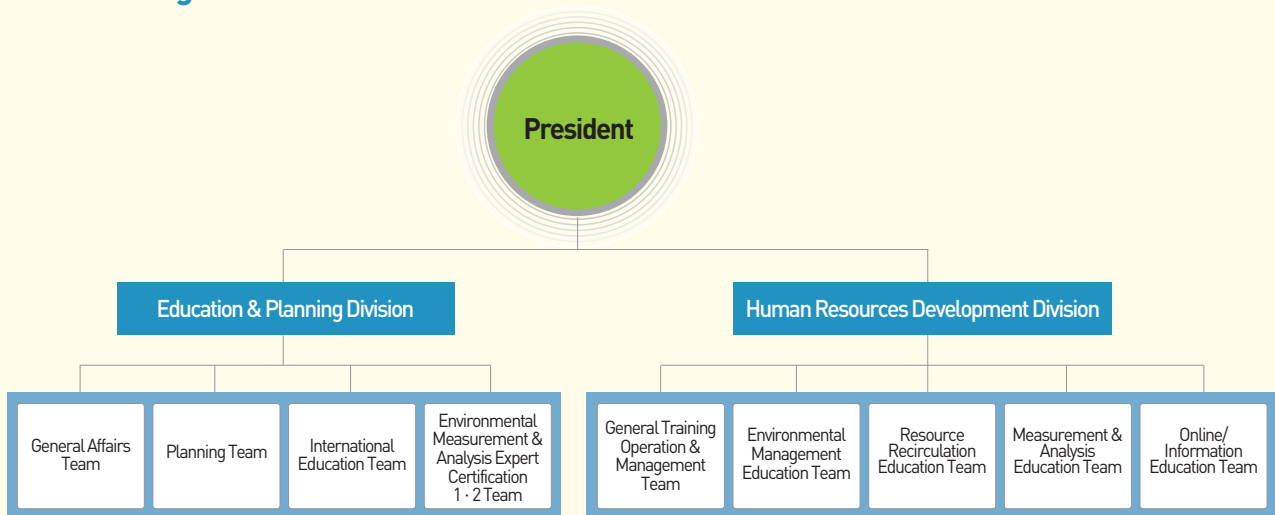 President
Education & Planning Division
Human Resources Development Division
General Affairs
Team
Planning Team
International
Education Team
Environmental
Measurement &
Analysis Expert
Certification
1 · 2 Team
General Training
Operation &
Management
Team
Environmental
Management
Education Team
Resource
Recirculation
Education Team
Measurement &
Analysis
Education Team
Online/
Information
Education Team